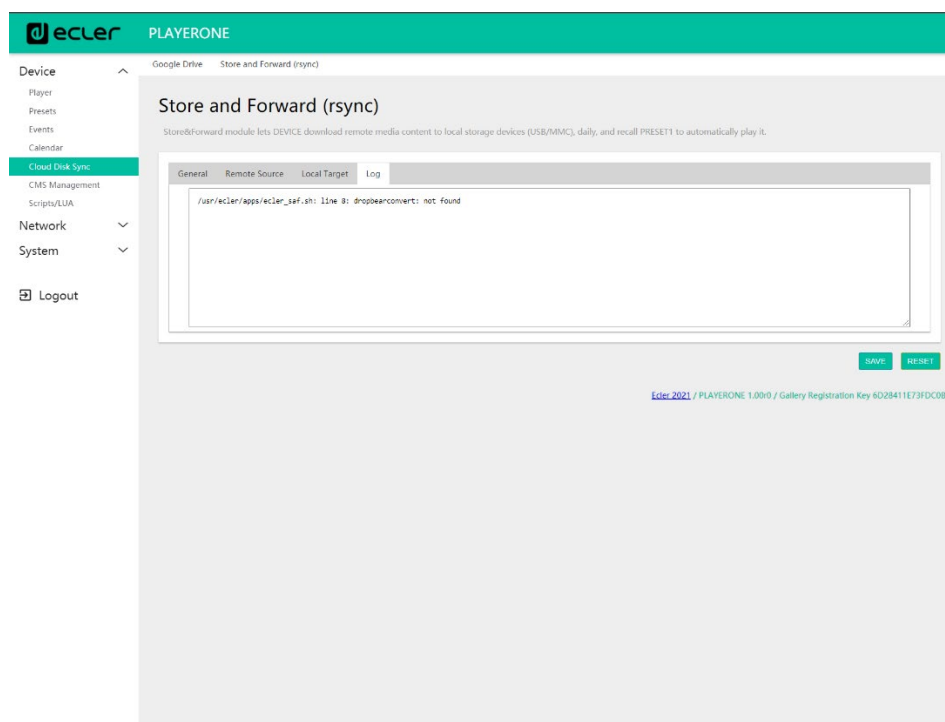 ecler PLAYERONE
Device
Player
Presets
Events
Calendar
Cloud Disk Sync
CMS Management
Scripts/LUA
Network
System
Logout
Google Drive Store and Forward (rsync)
Store and Forward (rsync)
Store&Forward module lets DEVICE download remote media content to local storage devices (USB/MMC), daily, and recall PRESET1 to automatically play it.
General Remote Source Local Target Log
/usr/ecler/apps/ecler_saf.sh: line 8: dropbearconvert: not found
SAVE RESET
Ecler 2021 / PLAYERONE 1.00r0 / Gallery Registration Key 6D28411E73FDC08